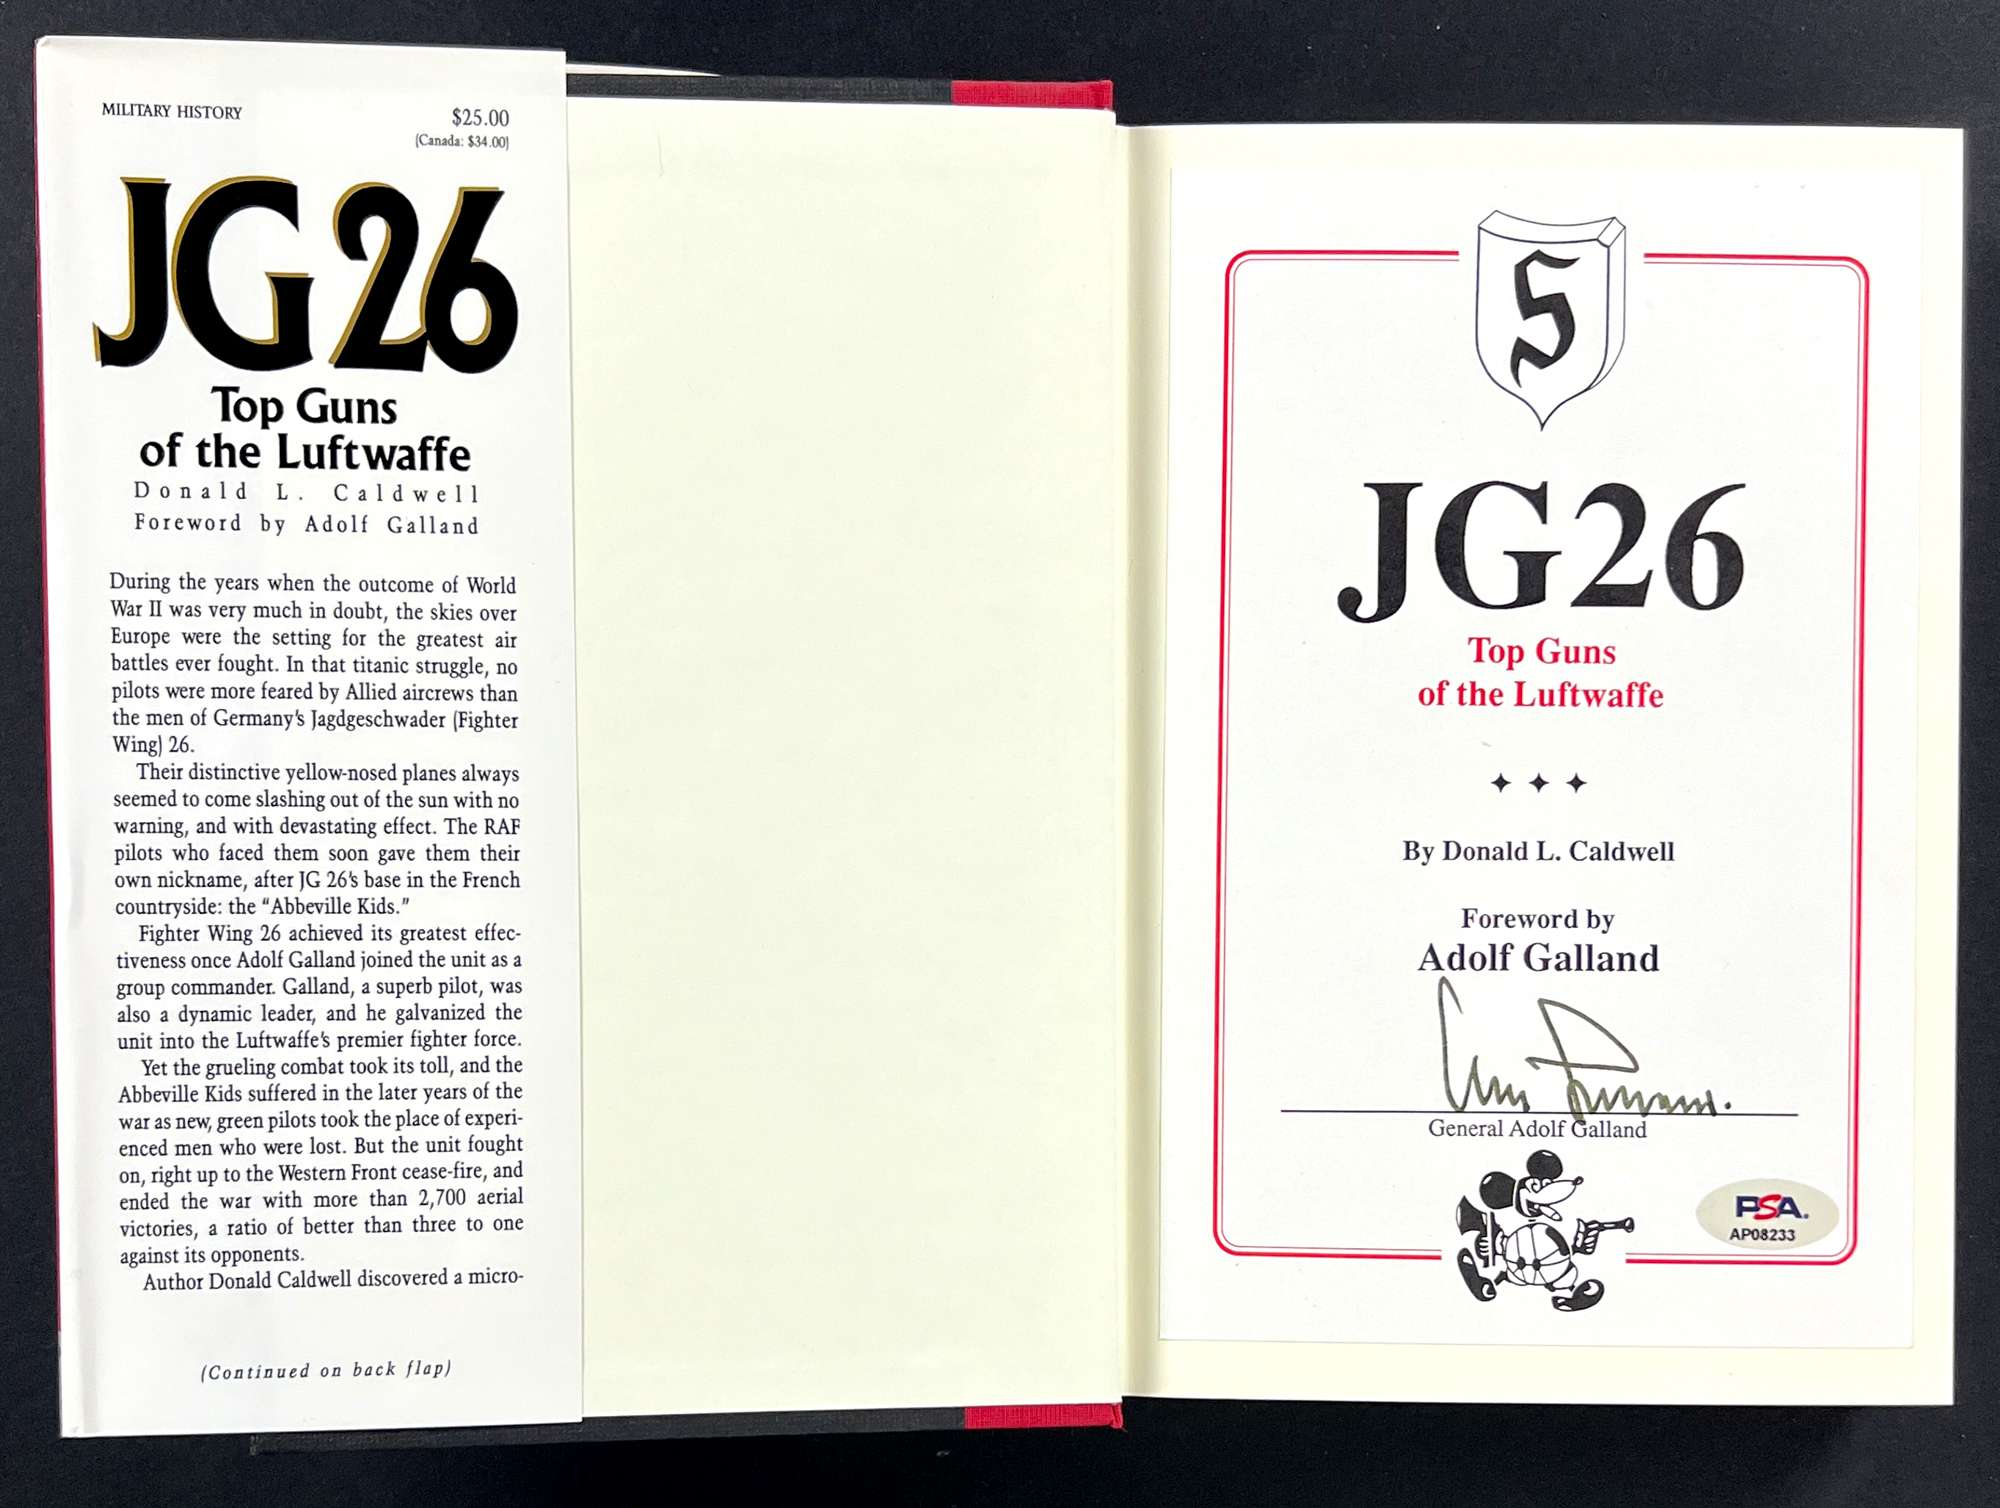 MILITARY HISTORY
$25.00
(Canada: $34.00)
JG 26
Top Guns
of the Luftwaffe
Donald L. Caldwell
Foreword by Adolf Galland
During the years when the outcome of World
War II was very much in doubt, the skies over
Europe were the setting for the greatest air
battles ever fought. In that titanic struggle, no
pilots were more feared by Allied aircrews than
the men of Germany's Jagdgeschwader (Fighter
Wing) 26.
Their distinctive yellow-nosed planes always
seemed to come slashing out of the sun with no
warning, and with devastating effect. The RAF
pilots who faced them soon gave them their
own nickname, after JG 26's base in the French
countryside: the "Abbeville Kids."
Fighter Wing 26 achieved its greatest effec-
tiveness once Adolf Galland joined the unit as a
group commander. Galland, a superb pilot, was
also a dynamic leader, and he galvanized the
unit into the Luftwaffe's premier fighter force.
Yet the grueling combat took its toll, and the
Abbeville Kids suffered in the later years of the
war as new, green pilots took the place of experi-
enced men who were lost. But the unit fought
on, right up to the Western Front cease-fire, and
ended the war with more than 2,700 aerial
victories, a ratio of better than three to one
against its opponents.
Author Donald Caldwell discovered a micro-
(Continued on back flap)
S
JG26
Top Guns
of the Luftwaffe
By Donald L. Caldwell
Foreword by
Adolf Galland
General Adolf Galland
PSA
AP08233